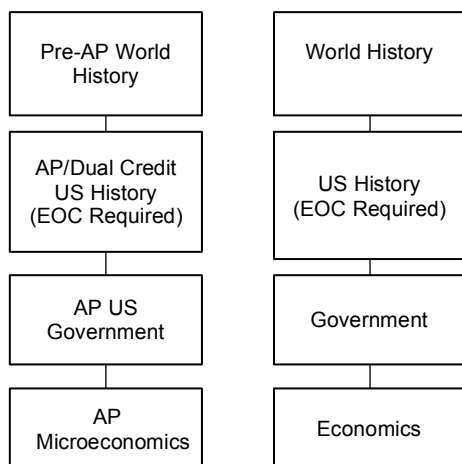 Pre-AP World
History
AP/Dual Credit
US History
(EOC Required)
AP US
Government
AP
Microeconomics
World History
US History
(EOC Required)
Government
Economics